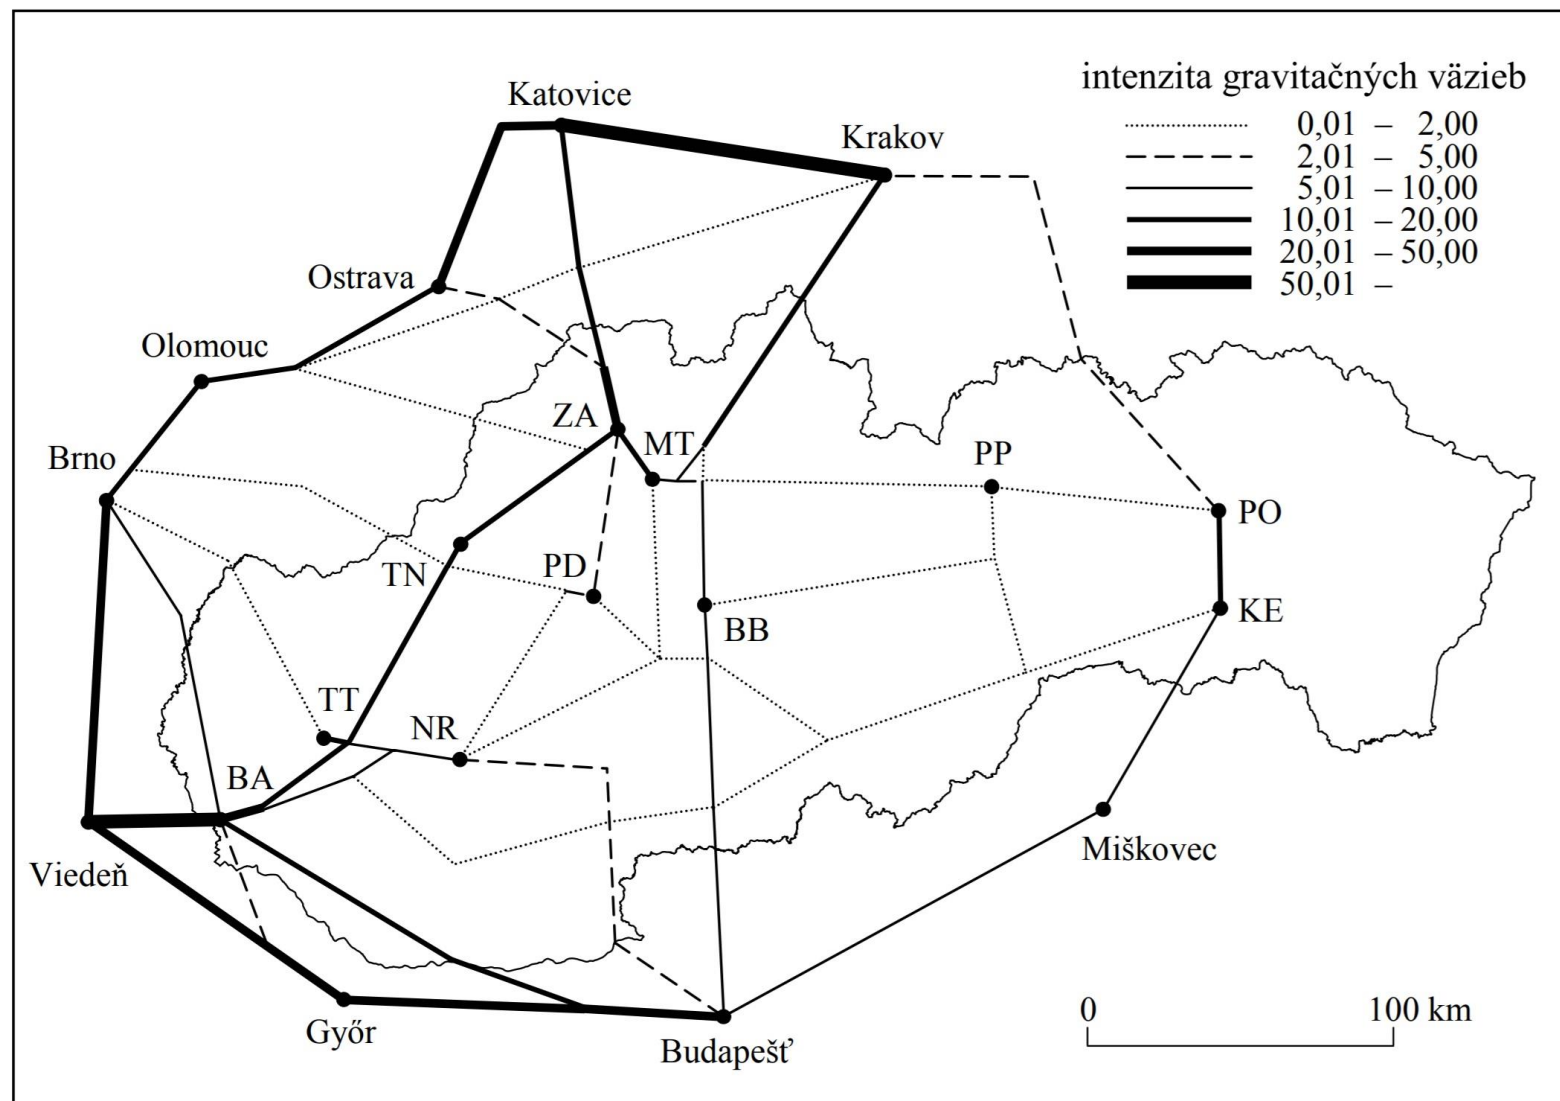 intenzita gravitačných väzieb
0,01 – 2,00
2,01 – 5,00
5,01 – 10,00
10,01 – 20,00
20,01 – 50,00
50,01 –
Katovice
Krakov
Ostrava
Olomouc
ZA
MT
Brno
PP
PO
TN
PD
BB
KE
TT
NR
BA
Miškovec
Viedeň
Győr
Budapešť
0 100 km